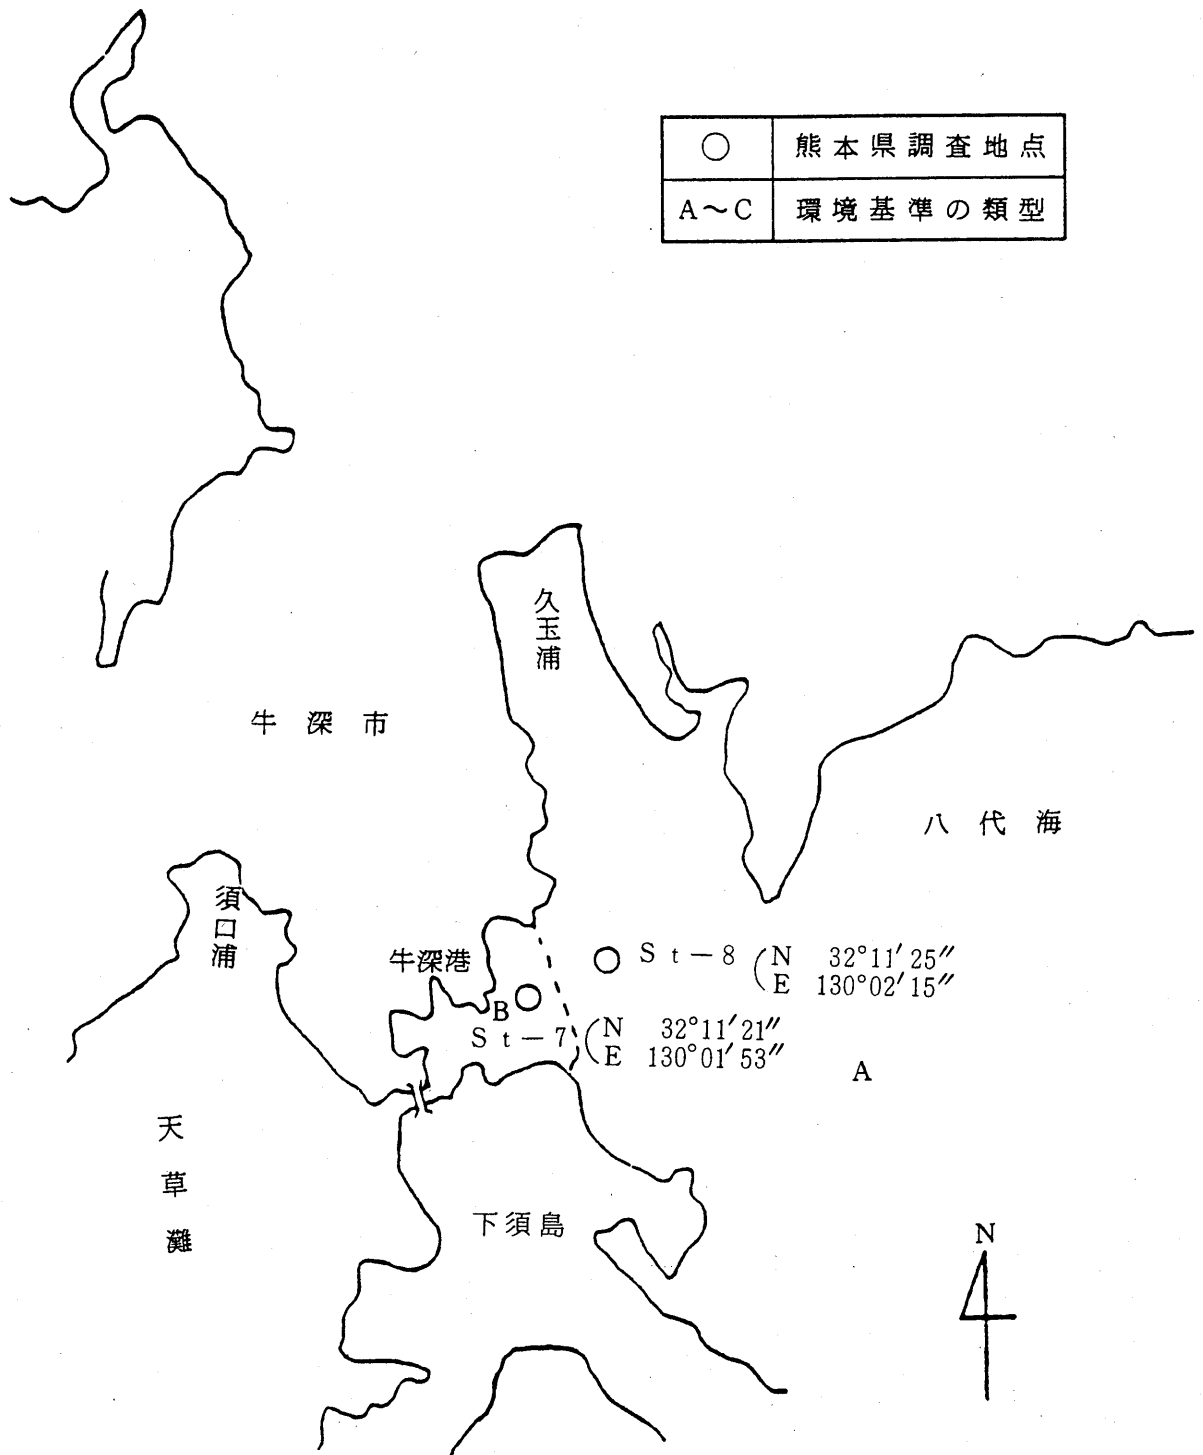 ○ 熊本県調査地点
A～C 環境基準の類型
久玉浦
牛深市
八代海
須口浦
牛深港
St－8 (N 32°11′25″
E 130°02′15″
B
St－7 (N 32°11′21″
E 130°01′53″
A
天草灘
下須島
N